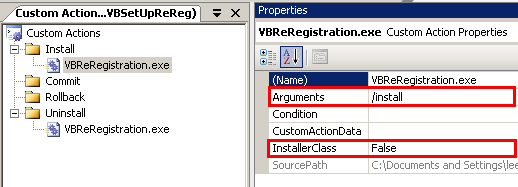 Custom Action...VBSetUpReReg)
Custom Actions
Install
VBReRegistration.exe
Commit
Rollback
Uninstall
VBReRegistration.exe
Properties
VBReRegistration.exe Custom Action Properties
(Name) VBReRegistration.exe
Arguments /install
Condition
CustomActionData
InstallerClass False
SourcePath C:\Documents and Settings\lee